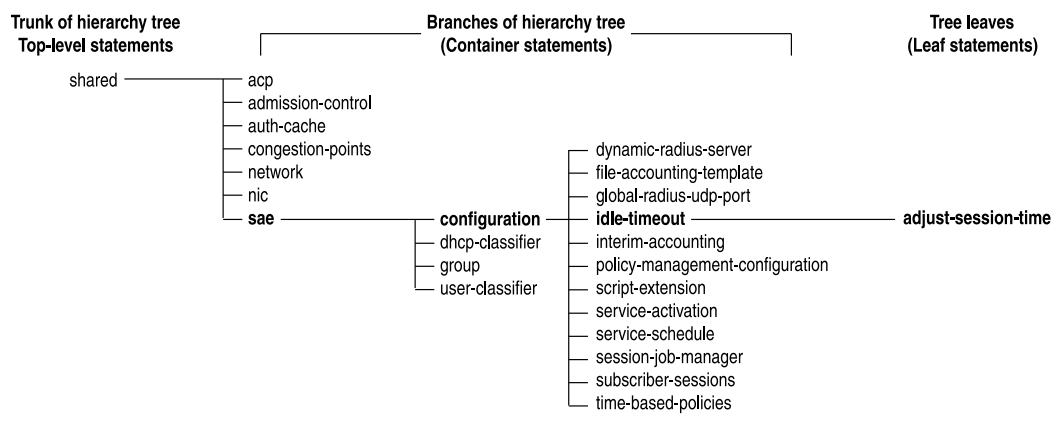 Trunk of hierarchy tree
Top-level statements
Branches of hierarchy tree
(Container statements)
Tree leaves
(Leaf statements)
shared
acp
admission-control
auth-cache
congestion-points
network
nic
sae
configuration
dhcp-classifier
group
user-classifier
dynamic-radius-server
file-accounting-template
global-radius-udp-port
idle-timeout
interim-accounting
policy-management-configuration
script-extension
service-activation
service-schedule
session-job-manager
subscriber-sessions
time-based-policies
adjust-session-time